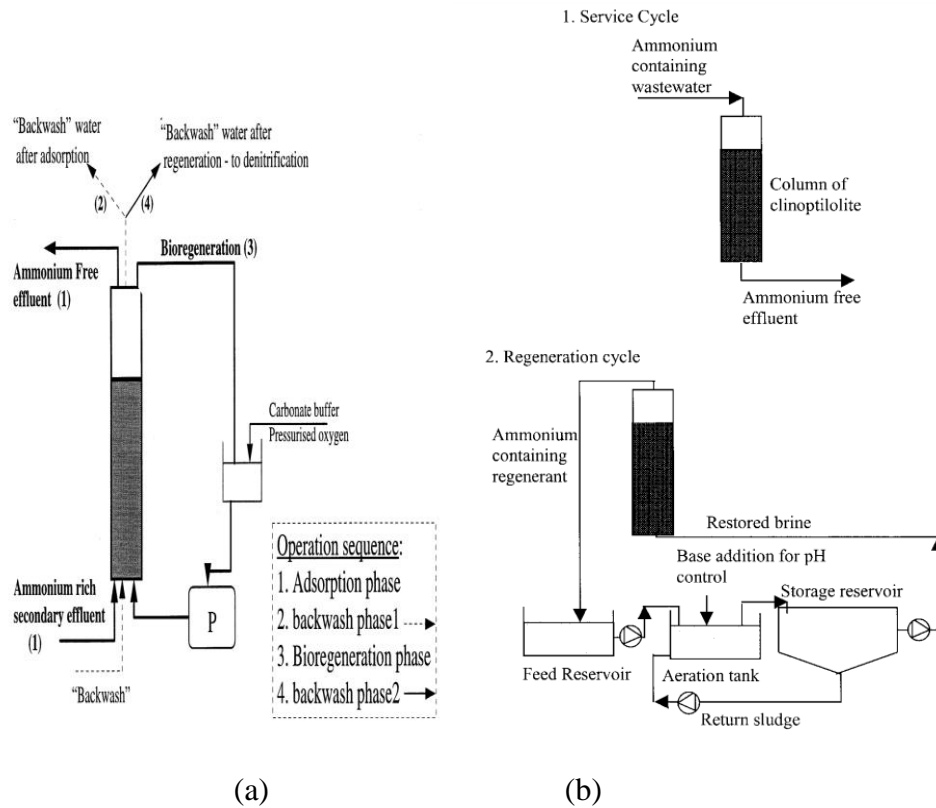 “Backwash” water
after adsorption
“Backwash” water after
regeneration - to denitrification
(2)
(4)
Bioregeneration (3)
Ammonium Free
effluent (1)
Carbonate buffer
Pressurised oxygen
Ammonium rich
secondary effluent
(1)
P
“Backwash”
Operation sequence:
1. Adsorption phase
2. backwash phase1
3. Bioregeneration phase
4. backwash phase2
(a)
1. Service Cycle
Ammonium
containing
wastewater
Column of
clinoptilolite
Ammonium free
effluent
2. Regeneration cycle
Ammonium
containing
regenerant
Restored brine
Base addition for pH
control
Storage reservoir
Feed Reservoir
Aeration tank
Return sludge
(b)